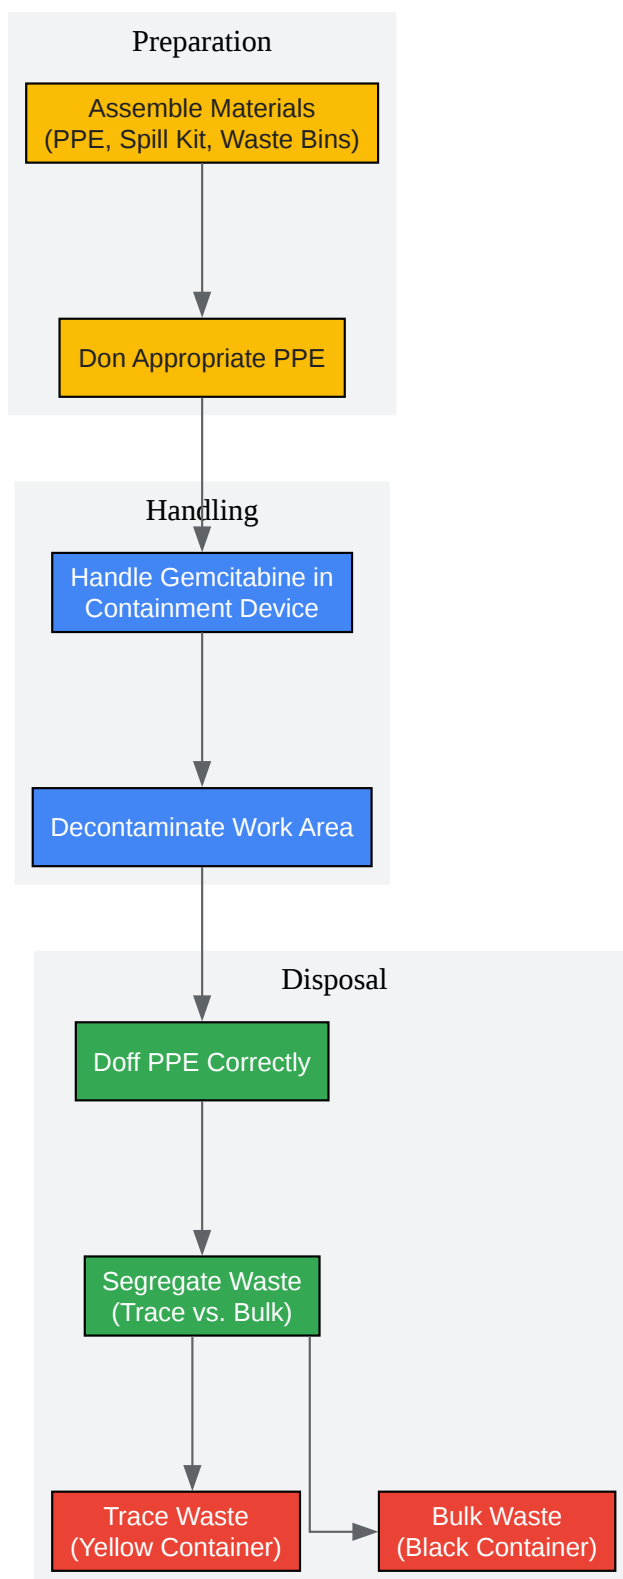 Preparation
Assemble Materials
(PPE, Spill Kit, Waste Bins)
Don Appropriate PPE
Handling
Handle Gemcitabine in
Containment Device
Decontaminate Work Area
Disposal
Doff PPE Correctly
Segregate Waste
(Trace vs. Bulk)
Trace Waste
(Yellow Container)
Bulk Waste
(Black Container)